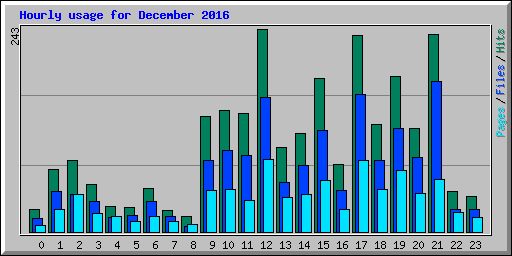 Hourly usage for December 2016
243
Pages/Files/Hits
0 1 2 3 4 5 6 7 8 9 10 11 12 13 14 15 16 17 18 19 20 21 22 23